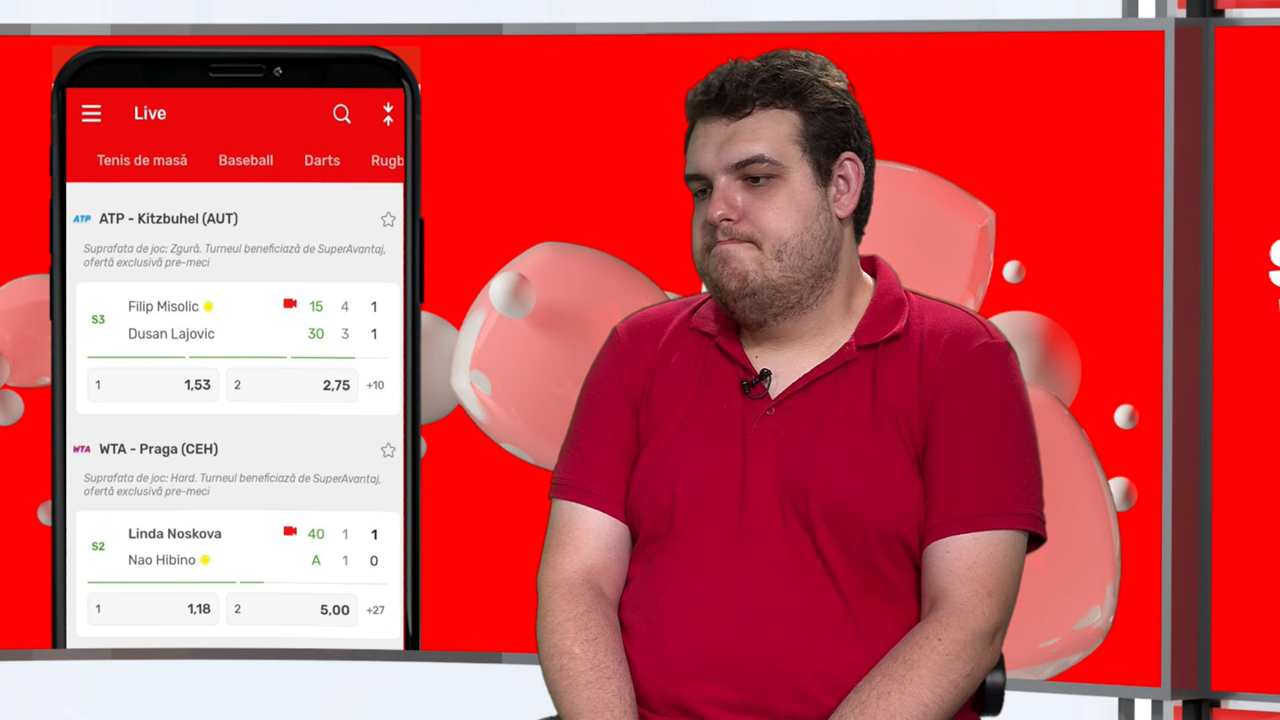 Live
Tenis de masă Baseball Darts Rugb
ATP ATP - Kitzbuhel (AUT)
Suprafata de joc: Zgură. Turneul beneficiază de SuperAvantaj,
ofertă exclusivă pre-meci
Filip Misolic 15 4 1
S3
Dusan Lajovic 30 3 1
1 1,53 2 2,75 +10
WTA WTA - Praga (CEH)
Suprafata de joc: Hard. Turneul beneficiază de SuperAvantaj,
ofertă exclusivă pre-meci
Linda Noskova 40 1 1
S2
Nao Hibino A 1 0
1 1,18 2 5,00 +27